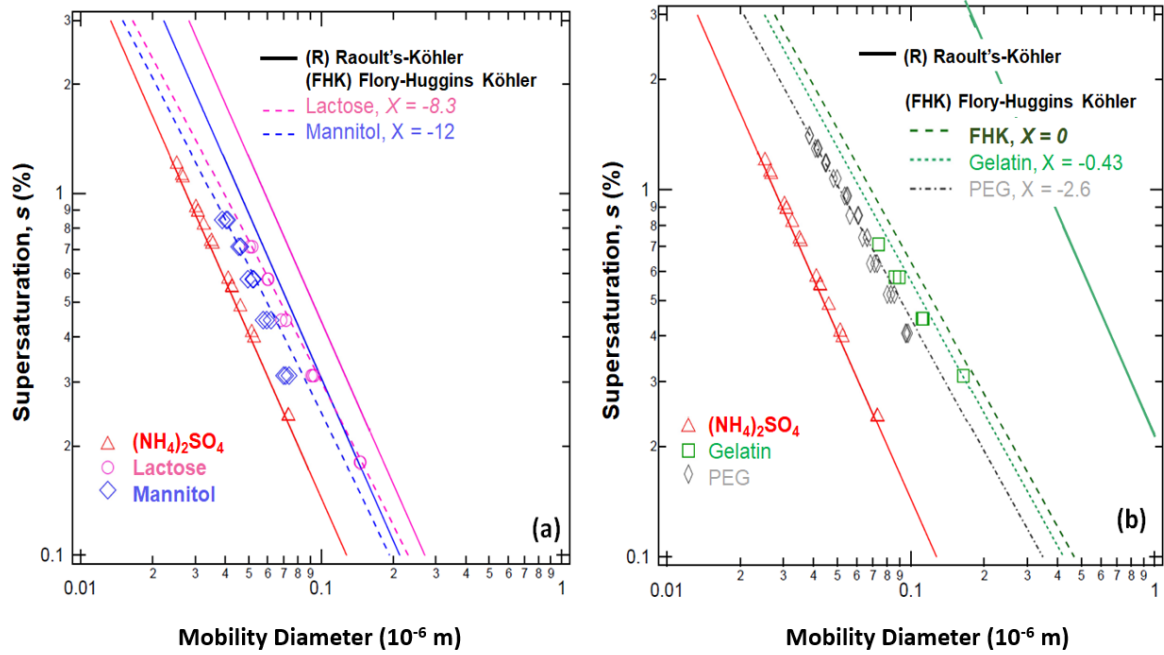 3
2
1
9
8
7
6
5
4
3
2
0.1
Supersaturation, s (%)
(R) Raoult's-Köhler
(FHK) Flory-Huggins Köhler
Lactose, X = -8.3
Mannitol, X = -12
(NH₄)₂SO₄
Lactose
Mannitol
(a)
0.01
2
3
4
5
6
7
8
9
0.1
2
3
4
5
6
7
8
9
1
Mobility Diameter (10⁻⁶ m)
3
2
1
9
8
7
6
5
4
3
2
0.1
Supersaturation, s (%)
(R) Raoult's-Köhler
(FHK) Flory-Huggins Köhler
FHK, X = 0
Gelatin, X = -0.43
PEG, X = -2.6
(NH₄)₂SO₄
Gelatin
PEG
(b)
0.01
2
3
4
5
6
7
8
9
0.1
2
3
4
5
6
7
8
9
1
Mobility Diameter (10⁻⁶ m)